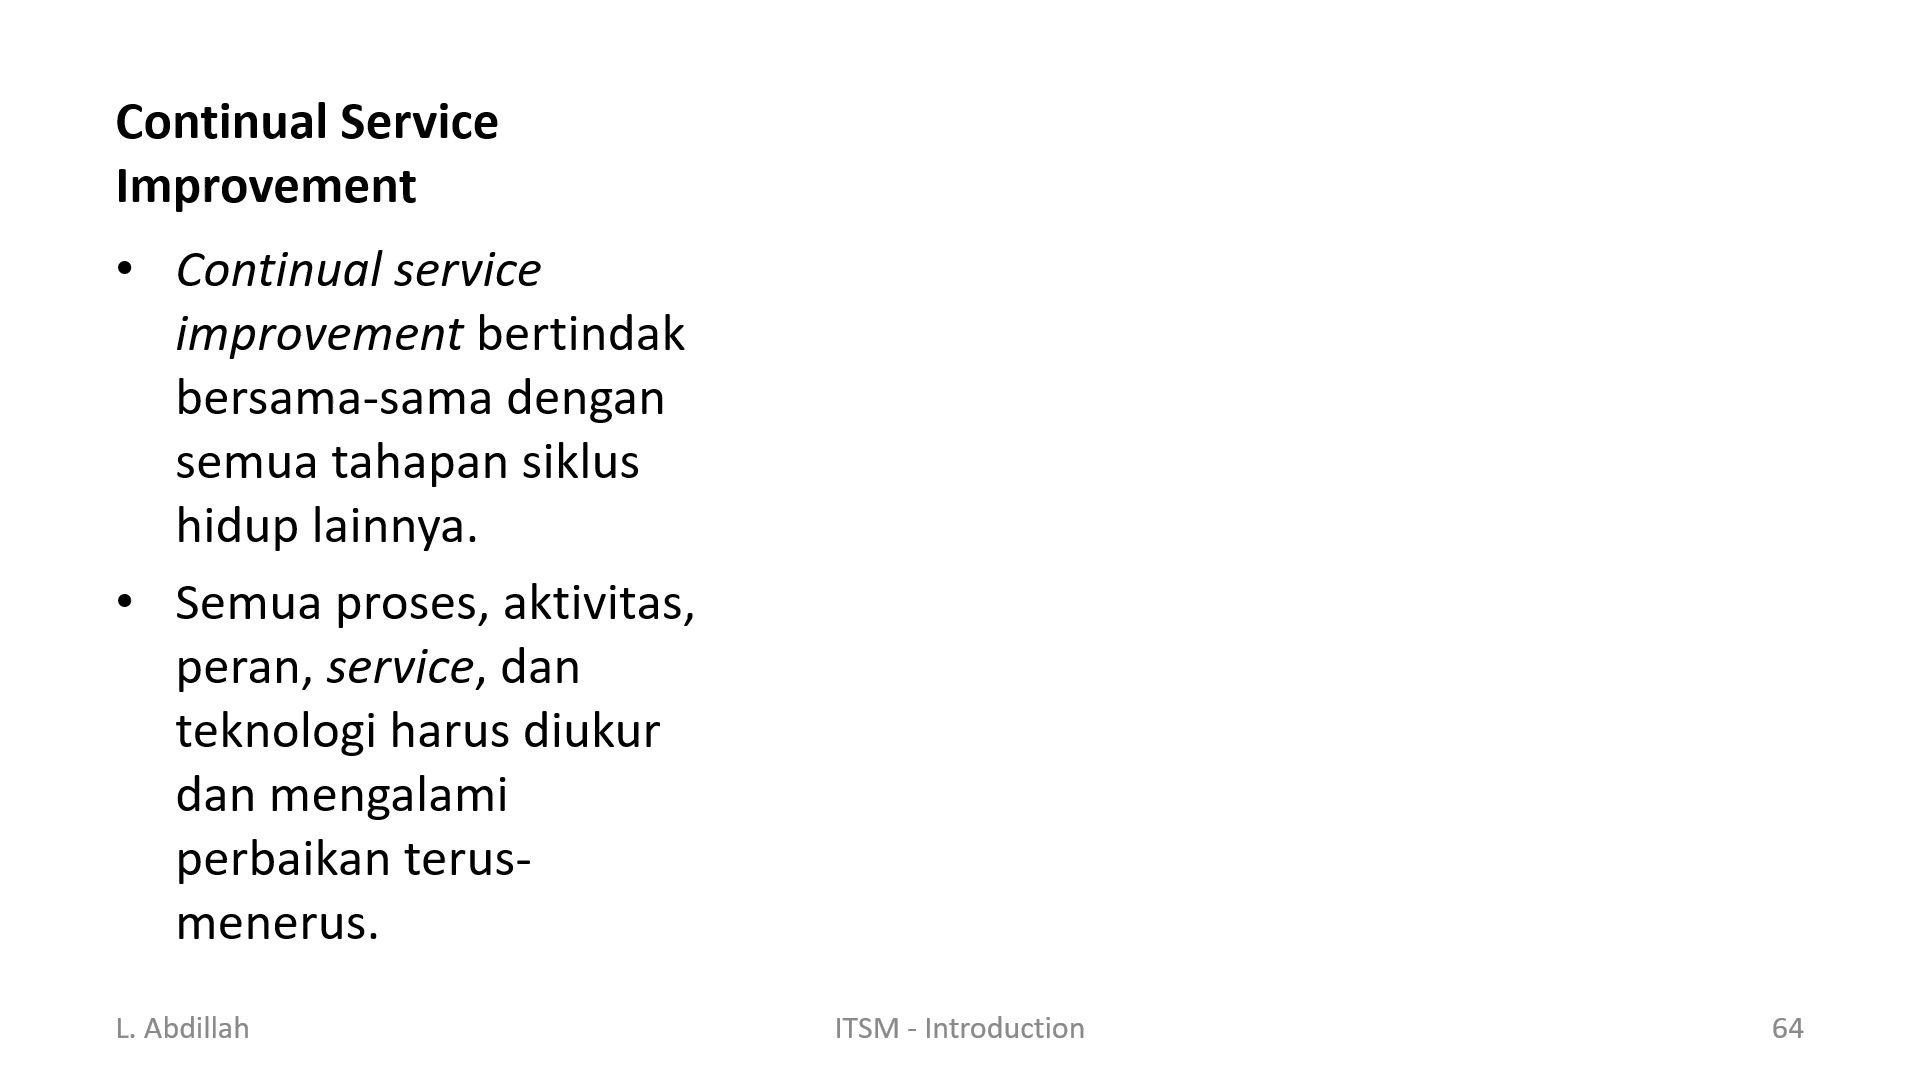 Continual Service
Improvement
• Continual service
improvement bertindak
bersama-sama dengan
semua tahapan siklus
hidup lainnya.
• Semua proses, aktivitas,
peran, service, dan
teknologi harus diukur
dan mengalami
perbaikan terus-
menerus.
L. Abdillah
ITSM - Introduction
64